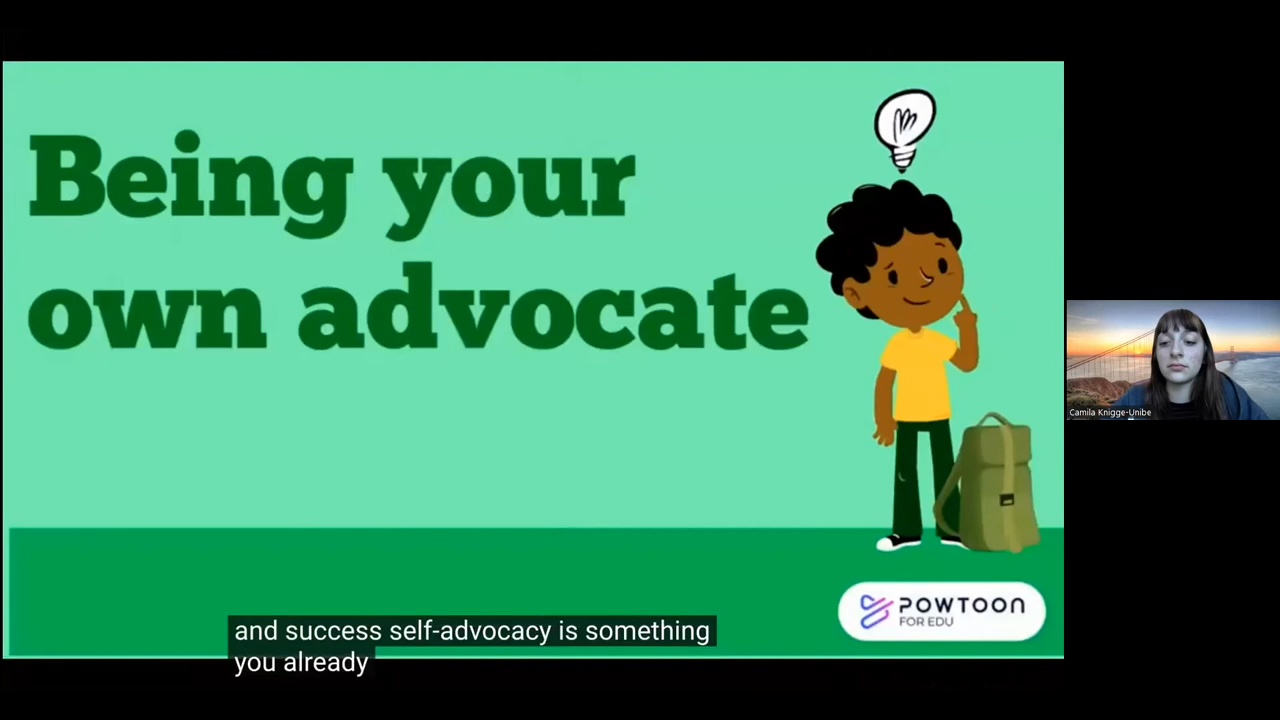 Being your
own advocate
POWTOON
FOR EDU
Camila Knigge-Unibe
and success self-advocacy is something
you already